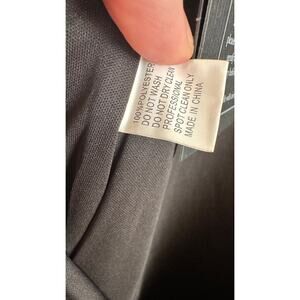 100%POLYESTER
DO NOT WASH
DO NOT DRY CLEAN
PROFESSIONAL
SPOT CLEAN ONLY
MADE IN CHINA